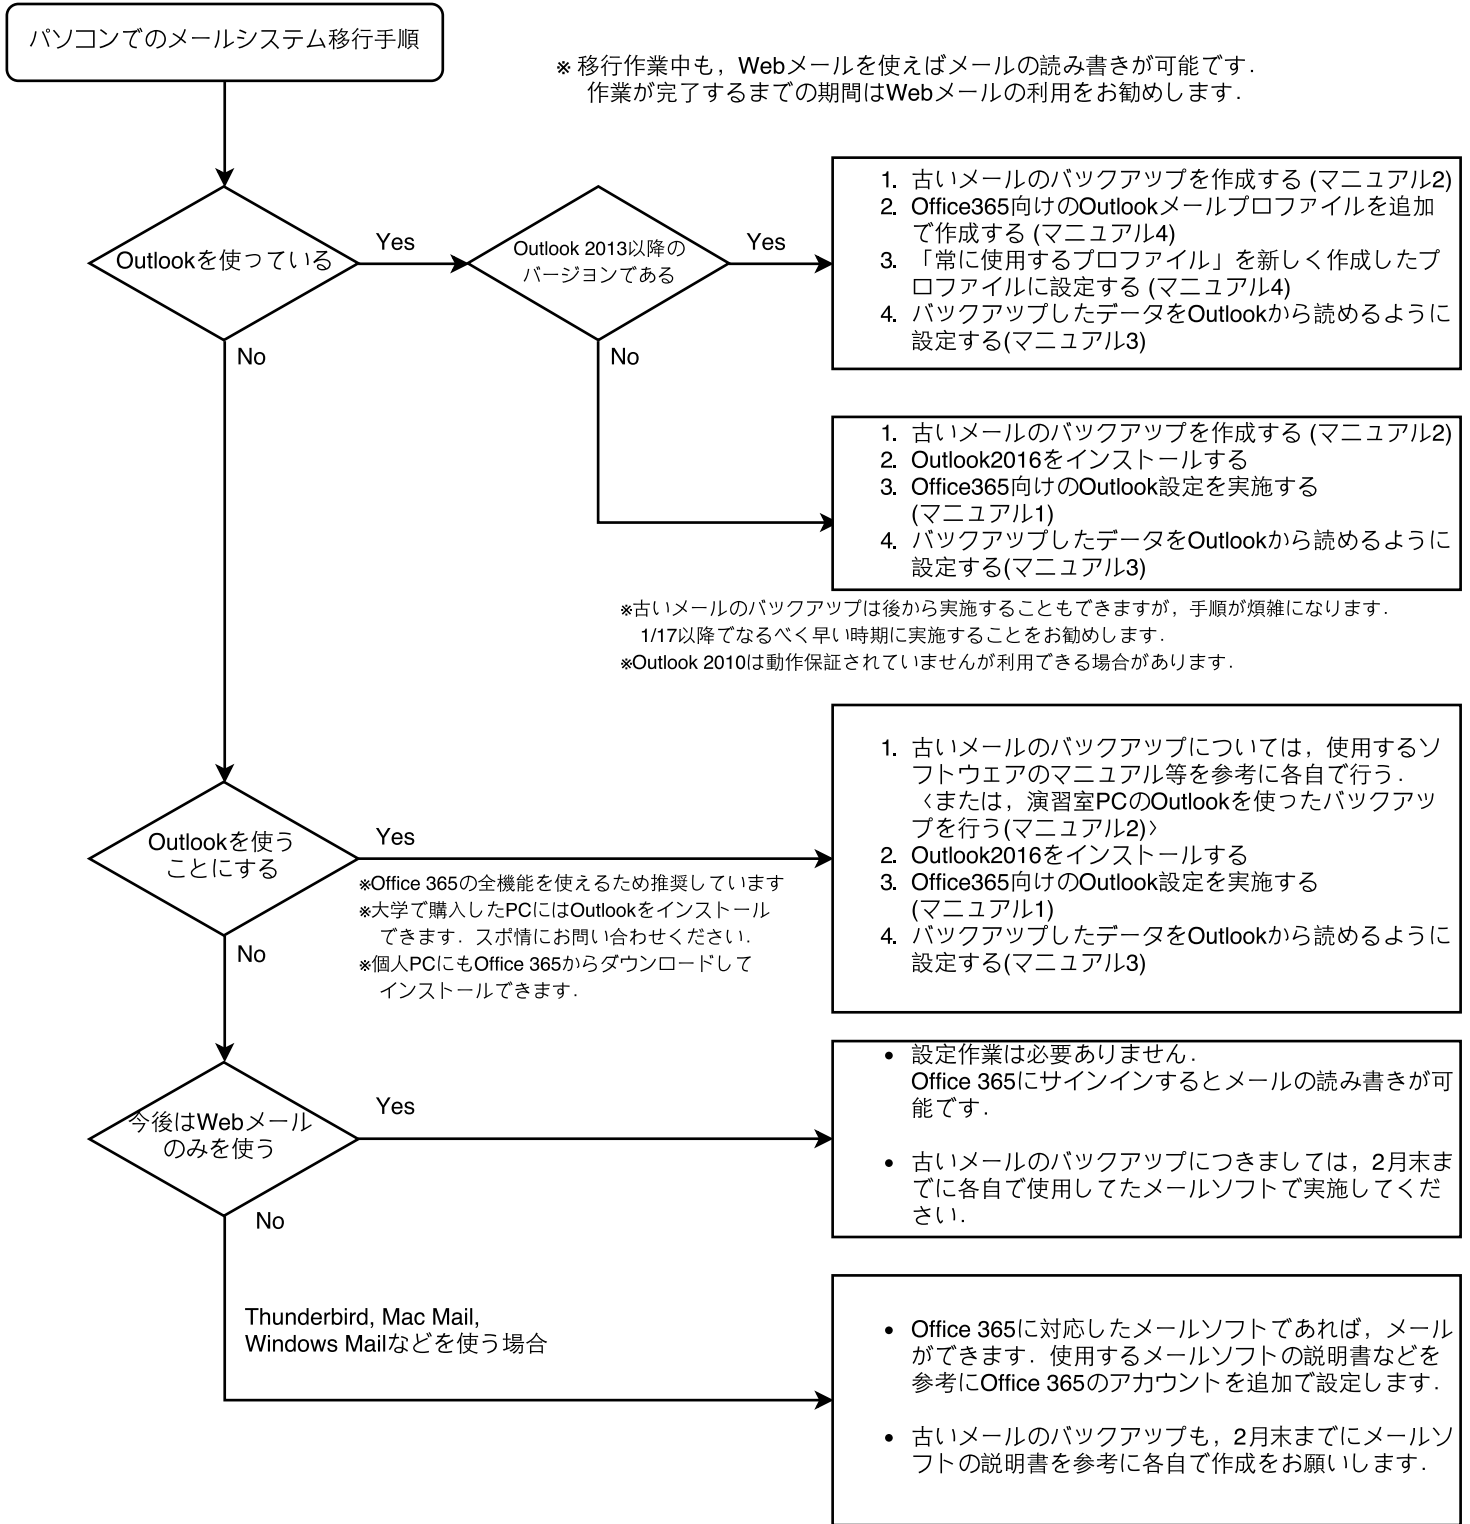 パソコンでのメールシステム移行手順
※ 移行作業中も，Webメールを使えばメールの読み書きが可能です．
作業が完了するまでの期間はWebメールの利用をお勧めします．
Outlookを使っている
Yes
No
Outlook 2013以降の
バージョンである
Yes
No
1. 古いメールのバックアップを作成する (マニュアル2)
2. Office365向けのOutlookメールプロファイルを追加
で作成する (マニュアル4)
3. 「常に使用するプロファイル」を新しく作成したプ
ロファイルに設定する (マニュアル4)
4. バックアップしたデータをOutlookから読めるように
設定する(マニュアル3)
1. 古いメールのバックアップを作成する (マニュアル2)
2. Outlook2016をインストールする
3. Office365向けのOutlook設定を実施する
(マニュアル1)
4. バックアップしたデータをOutlookから読めるように
設定する(マニュアル3)
※古いメールのバックアップは後から実施することもできますが，手順が煩雑になります．
1/17以降でなるべく早い時期に実施することをお勧めします．
※Outlook 2010は動作保証されていませんが利用できる場合があります．
Outlookを使う
ことにする
Yes
No
※Office 365の全機能を使えるため推奨しています
※大学で購入したPCにはOutlookをインストール
できます．スポ情にお問い合わせください．
※個人PCにもOffice 365からダウンロードして
インストールできます．
1. 古いメールのバックアップについては，使用するソ
フトウェアのマニュアル等を参考に各自で行う．
〈または，演習室PCのOutlookを使ったバックアッ
プを行う(マニュアル2)〉
2. Outlook2016をインストールする
3. Office365向けのOutlook設定を実施する
(マニュアル1)
4. バックアップしたデータをOutlookから読めるように
設定する(マニュアル3)
今後はWebメール
のみを使う
Yes
No
• 設定作業は必要ありません．
Office 365にサインインするとメールの読み書きが可
能です．
• 古いメールのバックアップにつきましては，2月末ま
でに各自で使用してたメールソフトで実施してくだ
さい．
Thunderbird, Mac Mail,
Windows Mailなどを使う場合
• Office 365に対応したメールソフトであれば，メール
ができます．使用するメールソフトの説明書などを
参考にOffice 365のアカウントを追加で設定します．
• 古いメールのバックアップも，2月末までにメールソ
フトの説明書を参考に各自で作成をお願いします．